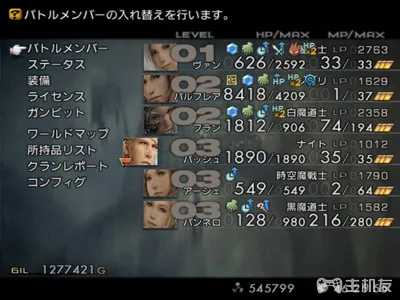 バトルメンバーの入れ替えを行います。
LEVEL HP/MAX MP/MAX
バトルメンバー
ステータス
装備
ライセンス
ガンビット
ワールドマップ
所持品リスト
クランレポート
コンフィグ
01 士 LP 2763
ヴァン 626/2592 33/33
02 HP×2 リ LP 1629
バルフレア 8418/4209 1/37
02 HP×2 白魔道士 LP 2358
フラン 1812/906 74/194
03 ナイト LP 1012
バッシュ 1890/1890 35/35
03 時空魔戦士 LP 1790
アーシェ 549/549 2/64
03 黒魔道士 LP 1582
パンネロ 128/980 216/280
GIL 1277421G
545799
主机友